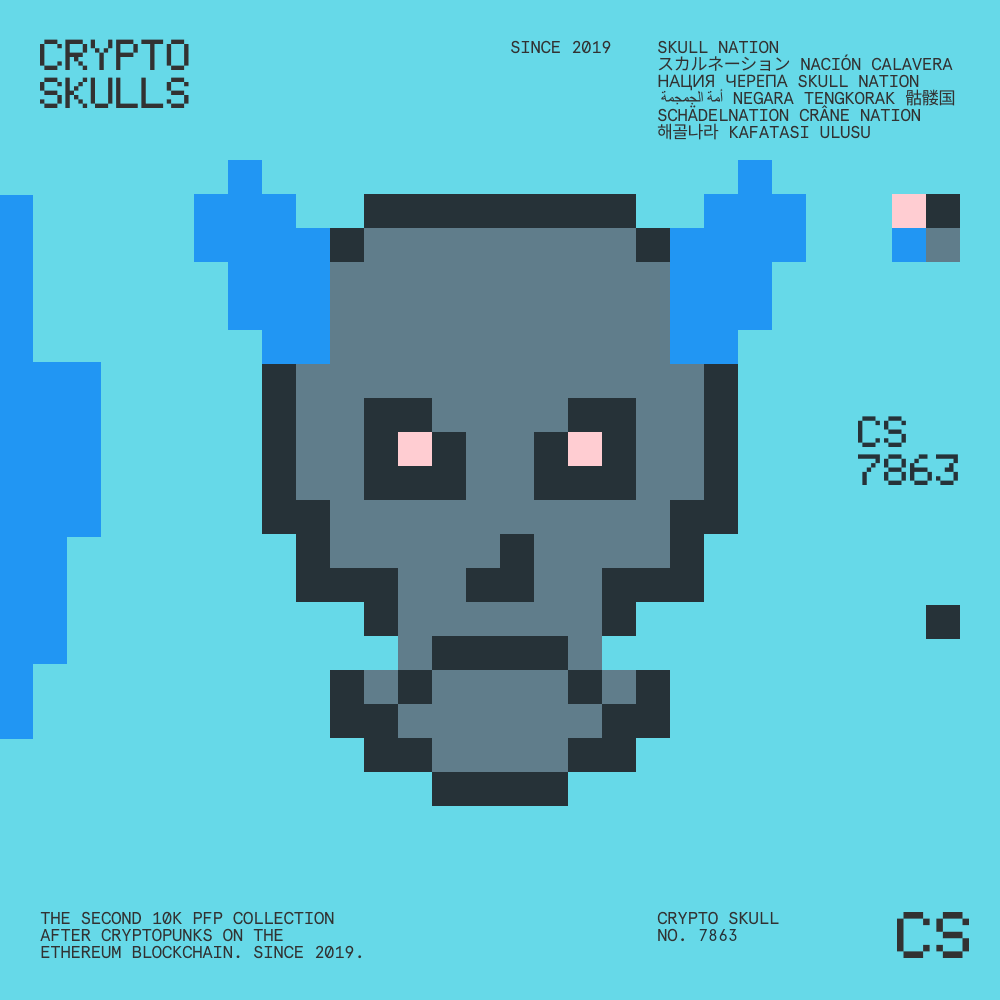 CRYPTO
SKULLS
SINCE 2019
SKULL NATION
スカルネーション NACIÓN CALAVERA
НАЦИЯ ЧЕРЕПА SKULL NATION
أمة الجمجمة NEGARA TENGKORAK 骷髅国
SCHÄDELNATION CRÂNE NATION
해골나라 KAFATASI ULUSU
CS
7863
THE SECOND 10K PFP COLLECTION
AFTER CRYPTOPUNKS ON THE
ETHEREUM BLOCKCHAIN. SINCE 2019.
CRYPTO SKULL
NO. 7863
CS